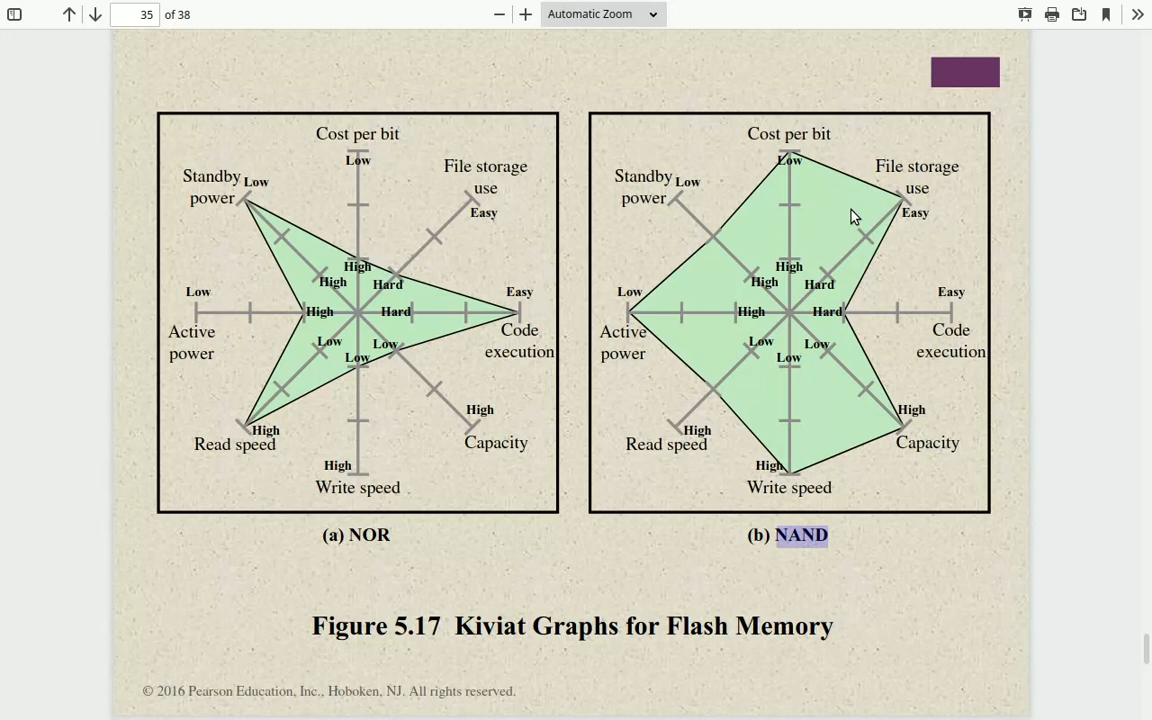 35 of 38
Automatic Zoom
Cost per bit
Low
File storage
use
Easy
Standby
power
Low
High
High
Hard
Low
Active
power
High
Hard
Easy
Code
execution
Low
Low
Low
High
Read speed
High
Capacity
High
Write speed
(a) NOR
Cost per bit
Low
File storage
use
Easy
Standby
power
Low
High
High
Hard
Low
Active
power
High
Hard
Easy
Code
execution
Low
Low
Low
High
Read speed
High
Capacity
High
Write speed
(b) NAND
Figure 5.17 Kiviat Graphs for Flash Memory
© 2016 Pearson Education, Inc., Hoboken, NJ. All rights reserved.